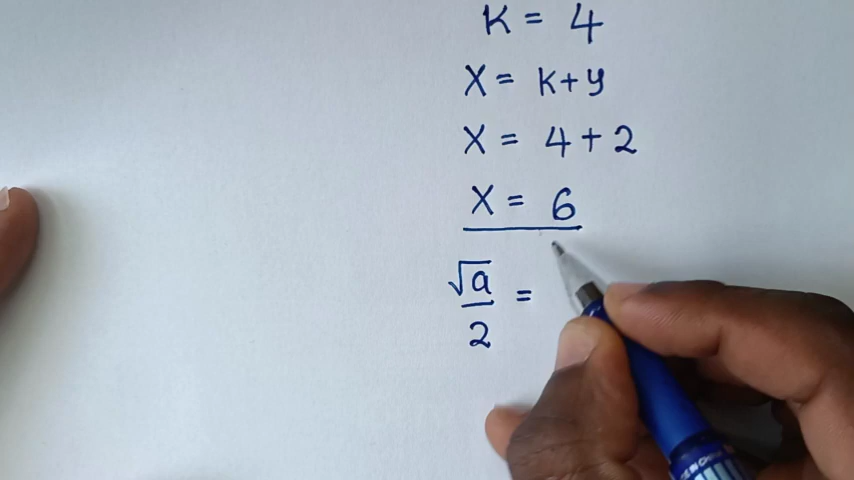 K = 4
X = K+y
X = 4+2
X = 6
√a/2 =